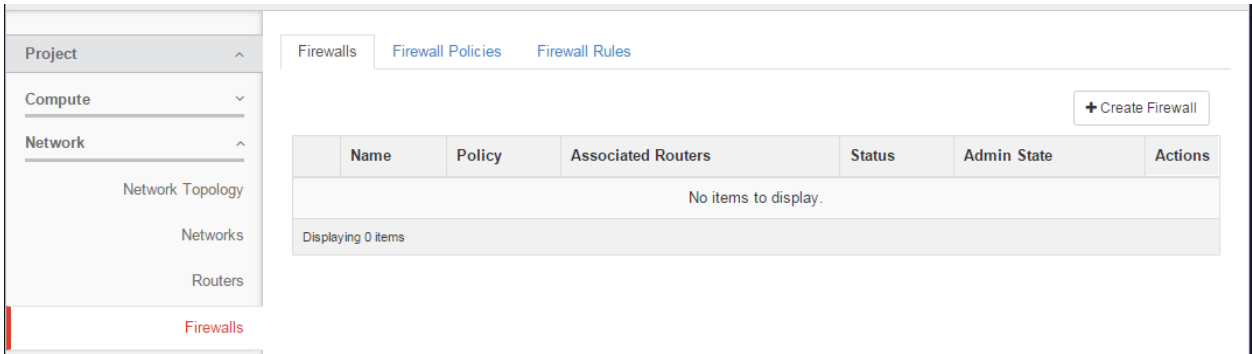 Project
Compute
Network
Network Topology
Networks
Routers
Firewalls
Firewalls Firewall Policies Firewall Rules
+ Create Firewall
Name Policy Associated Routers Status Admin State Actions
No items to display.
Displaying 0 items